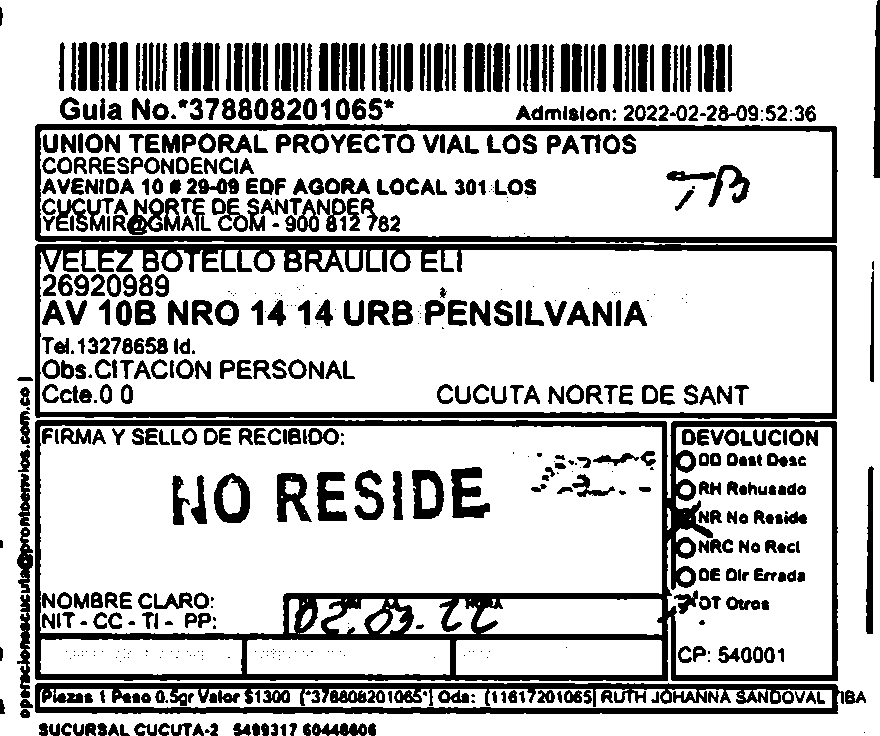 Guia No.*378808201065*
Admision: 2022-02-28-09:52:36
UNION TEMPORAL PROYECTO VIAL LOS PATIOS
CORRESPONDENCIA
AVENIDA 10 # 29-09 EDF AGORA LOCAL 301 LOS
CUCUTA NORTE DE SANTANDER
YEISMIR@GMAIL COM - 900 812 782
VELEZ BOTELLO BRAULIO ELI
26920989
AV 10B NRO 14 14 URB PENSILVANIA
Tel.13278658 Id.
Obs.CITACION PERSONAL
Ccte.0 0 CUCUTA NORTE DE SANT
FIRMA Y SELLO DE RECIBIDO:
NO RESIDE
NOMBRE CLARO:
NIT - CC - TI - PP:
02.03.22
DEVOLUCION
DD Dest Desc
RH Rehusado
NR No Reside
NRC No Recl
DE Dir Errada
OT Otros
CP: 540001
Piezas 1 Peso 0.5gr Valor $1300 (*378808201065*) Ods: (11617201065) RUTH JOHANNA SANDOVAL
SUCURSAL CUCUTA-2 5499317 60448606
operacionescucuta@prontoenvios.com.co |